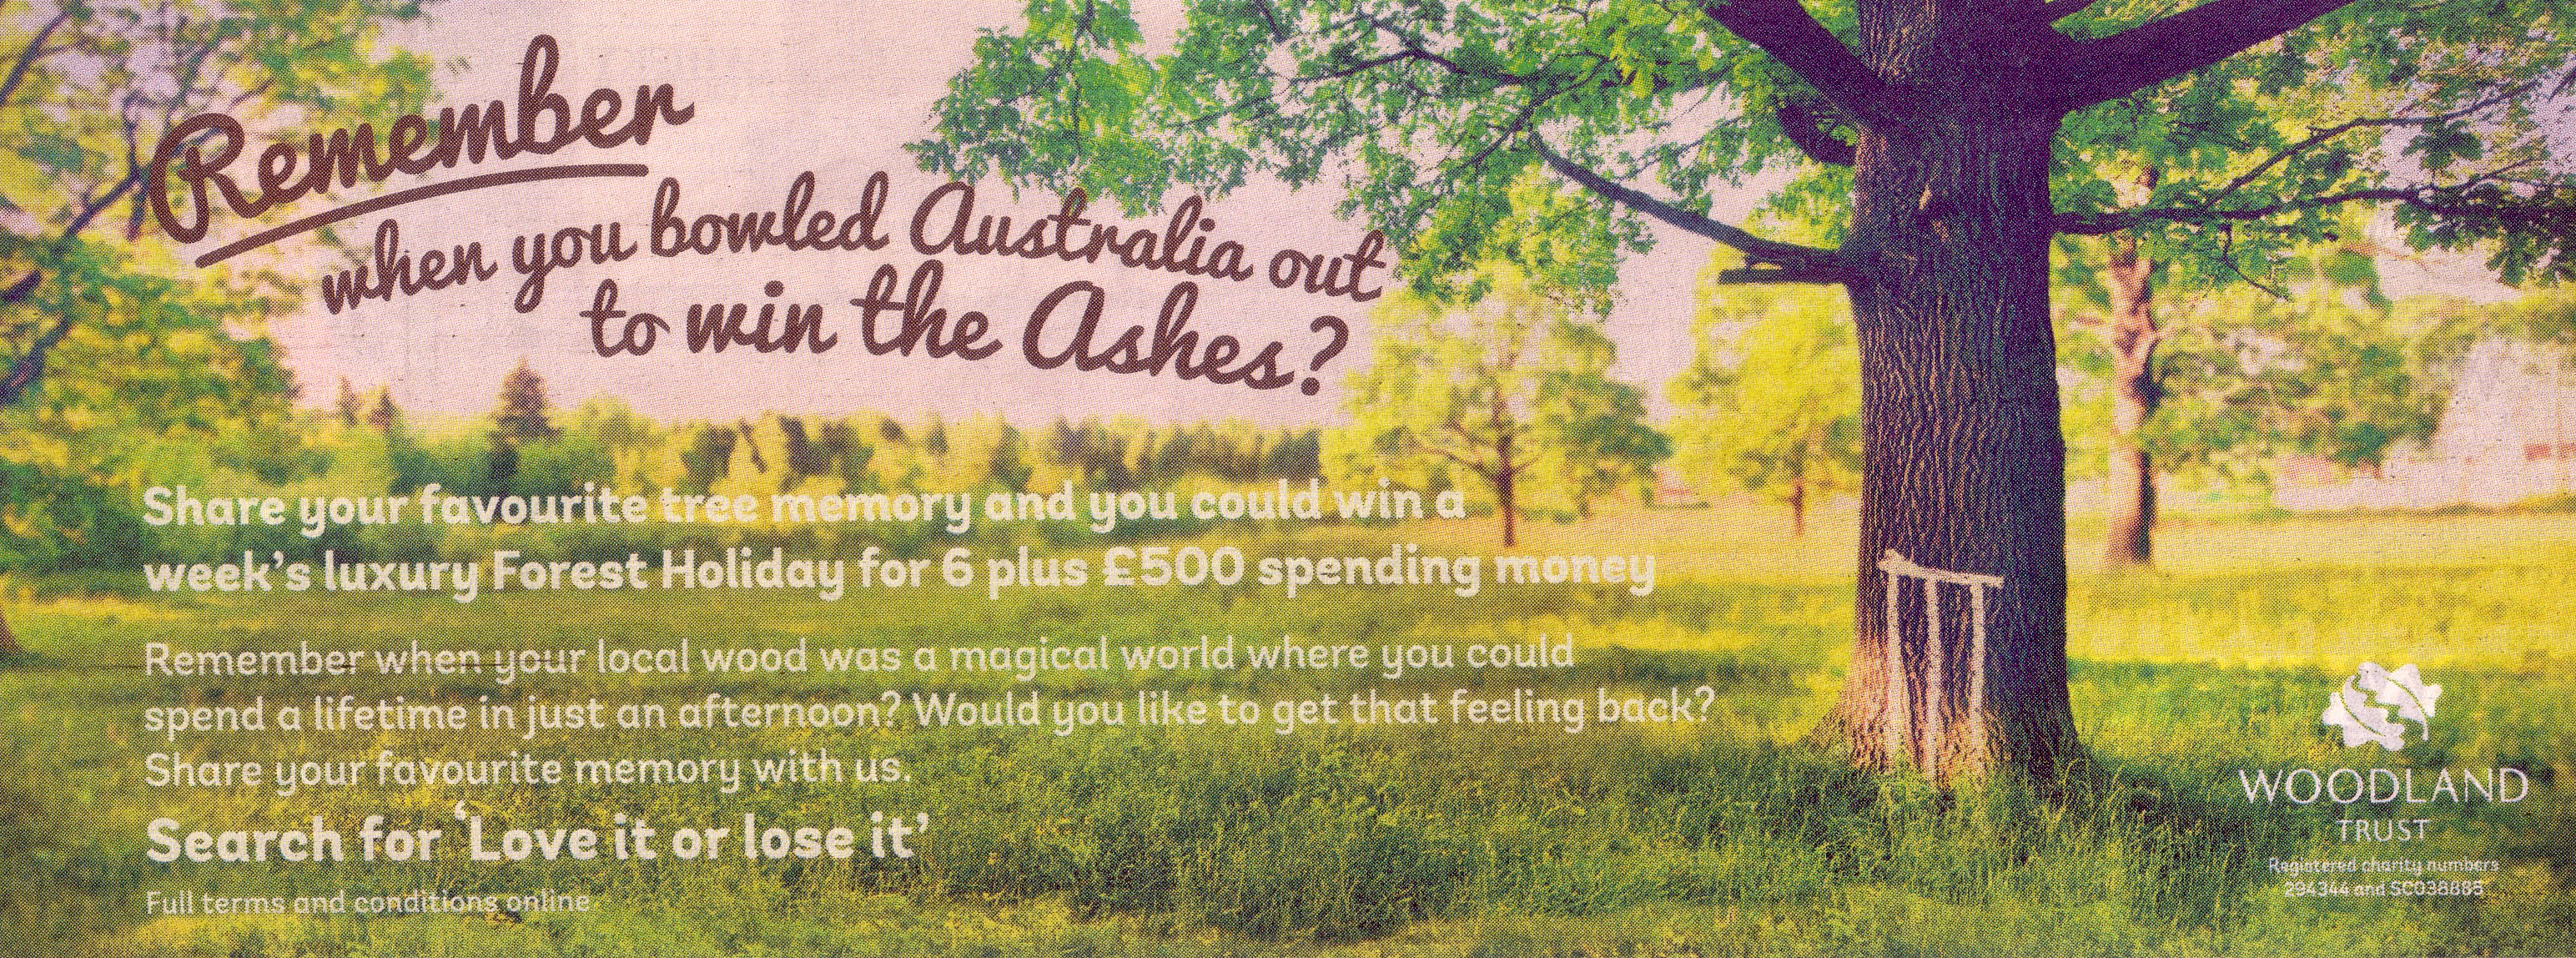 Remember
when you bowled Australia out
to win the Ashes?
Share your favourite tree memory and you could win a
week's luxury Forest Holiday for 6 plus £500 spending money
Remember when your local wood was a magical world where you could
spend a lifetime in just an afternoon? Would you like to get that feeling back?
Share your favourite memory with us.
Search for 'Love it or lose it'
Full terms and conditions online
WOODLAND
TRUST
Registered charity numbers
294344 and SC038885